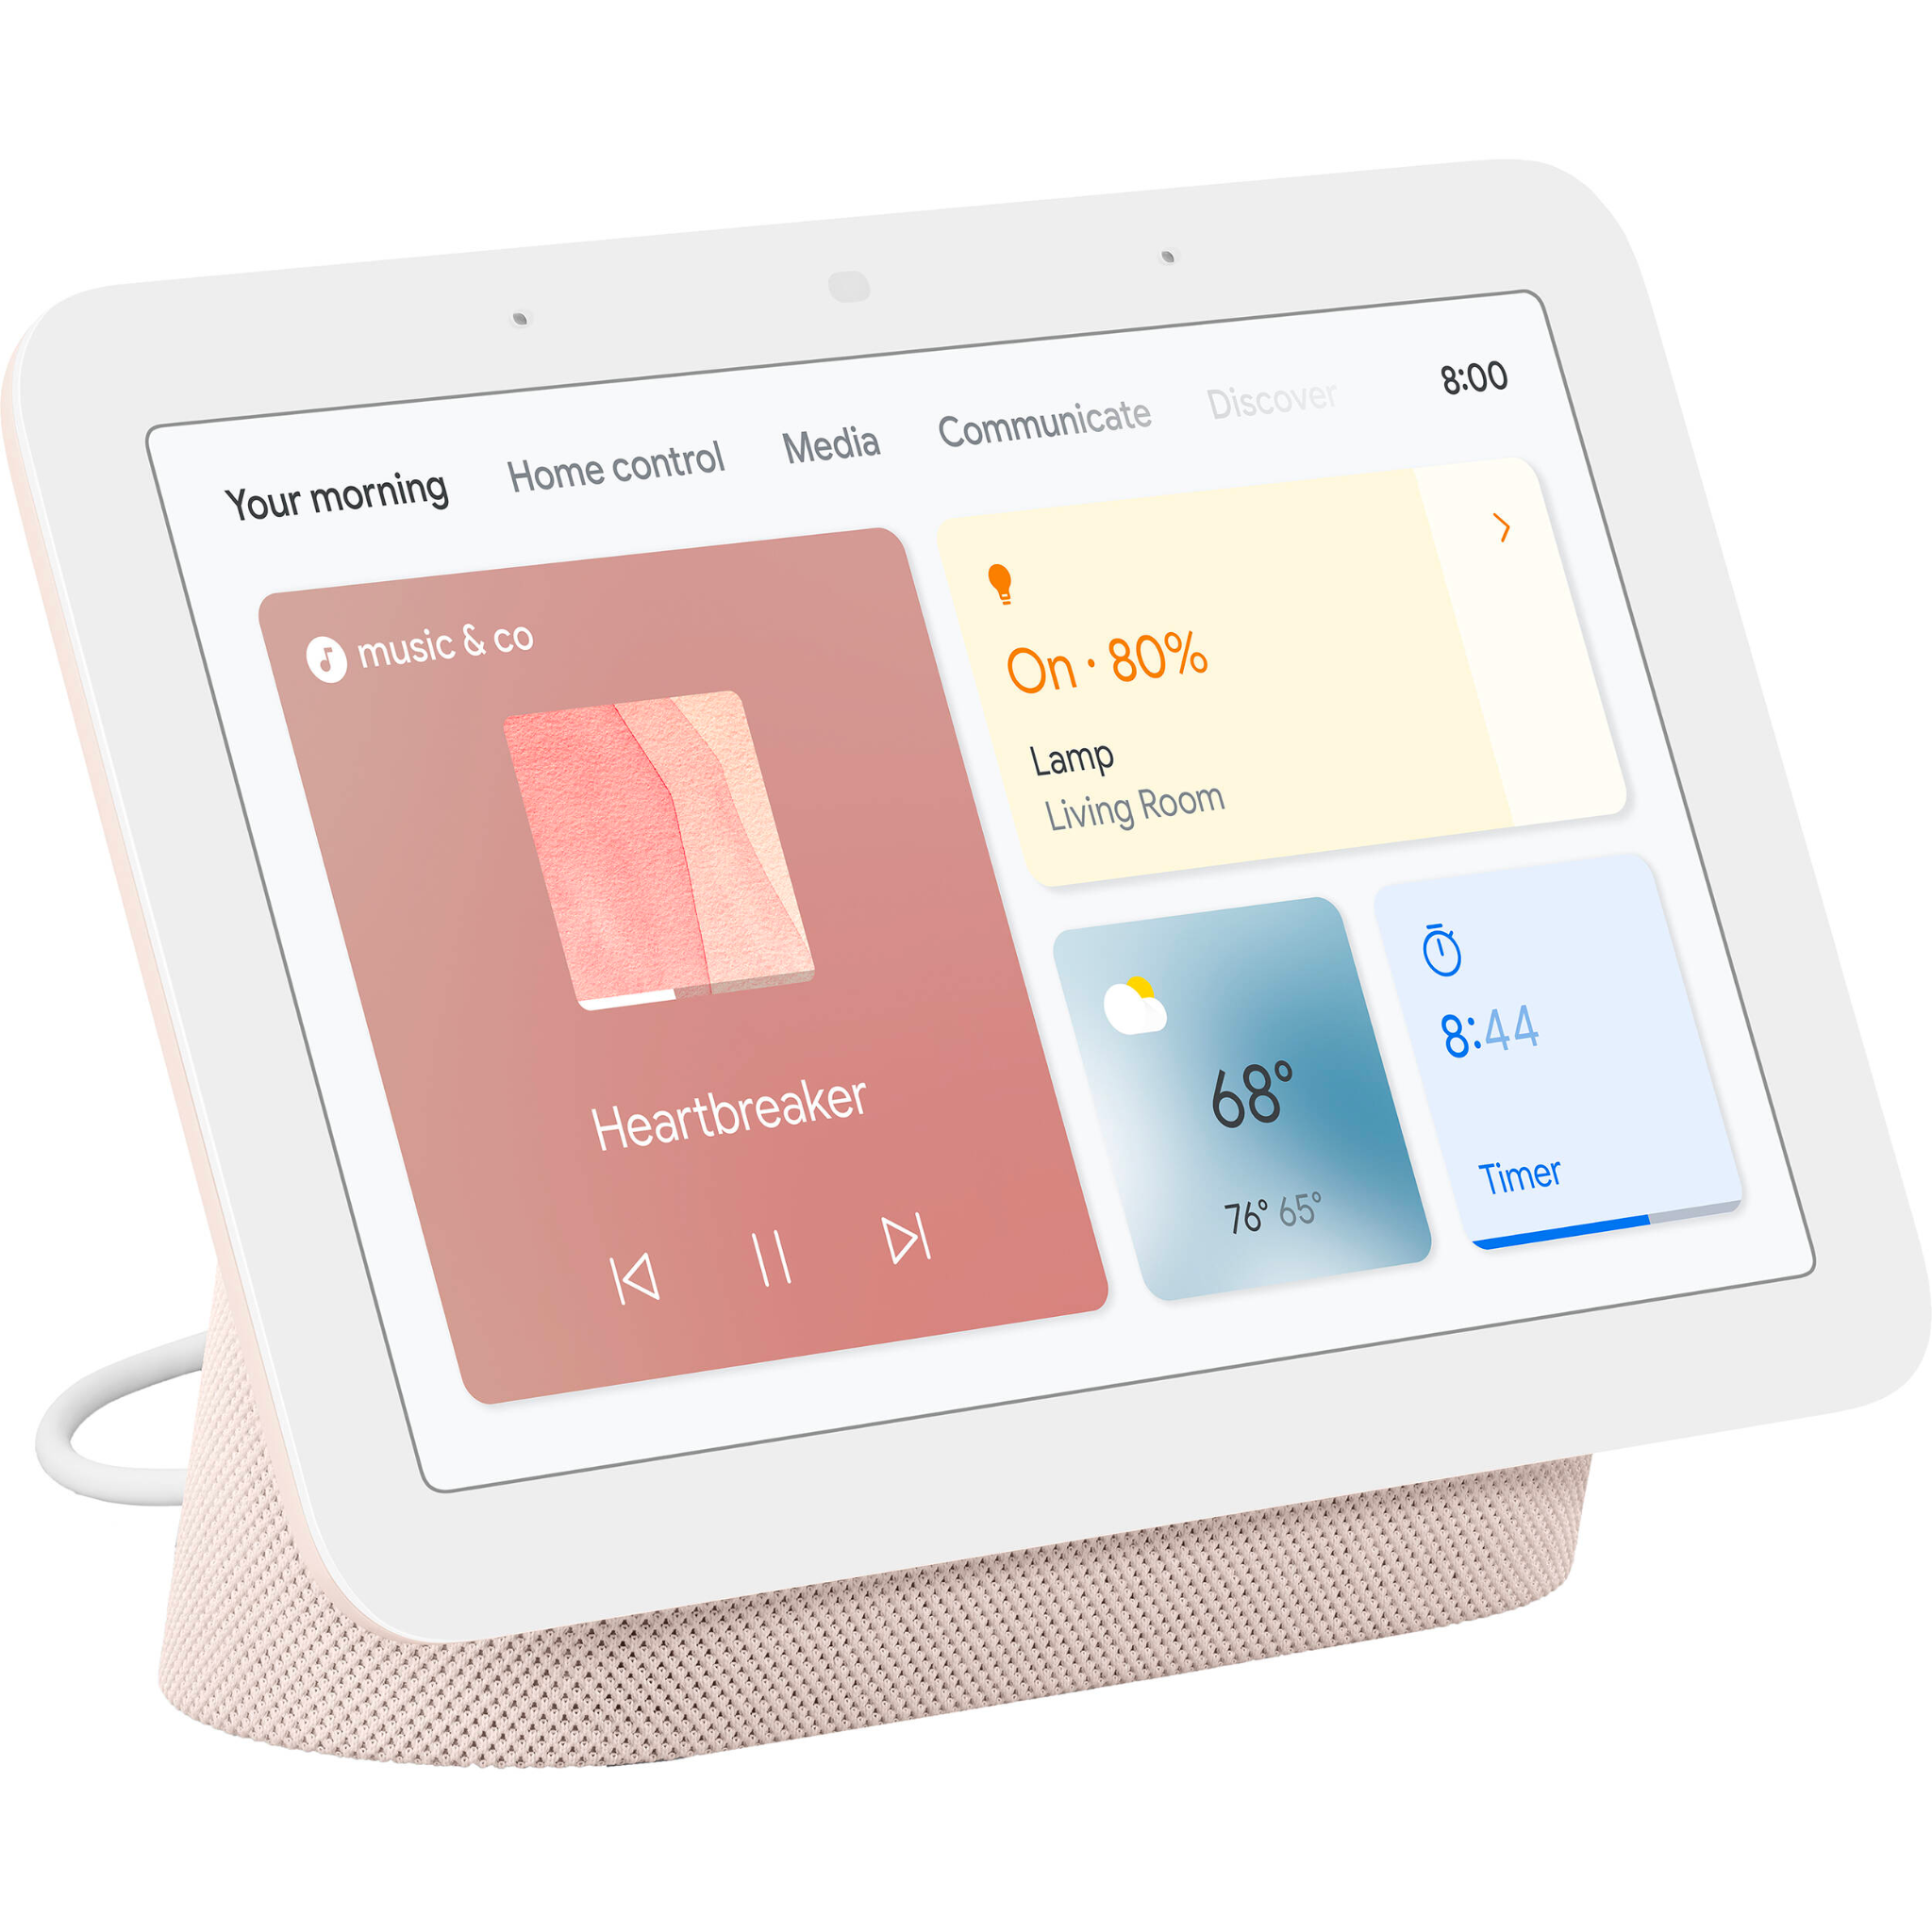 Your morning Home control Media Communicate Discover 8:00
music & co
Heartbreaker
On · 80%
Lamp
Living Room
68°
76° 65°
8:44
Timer